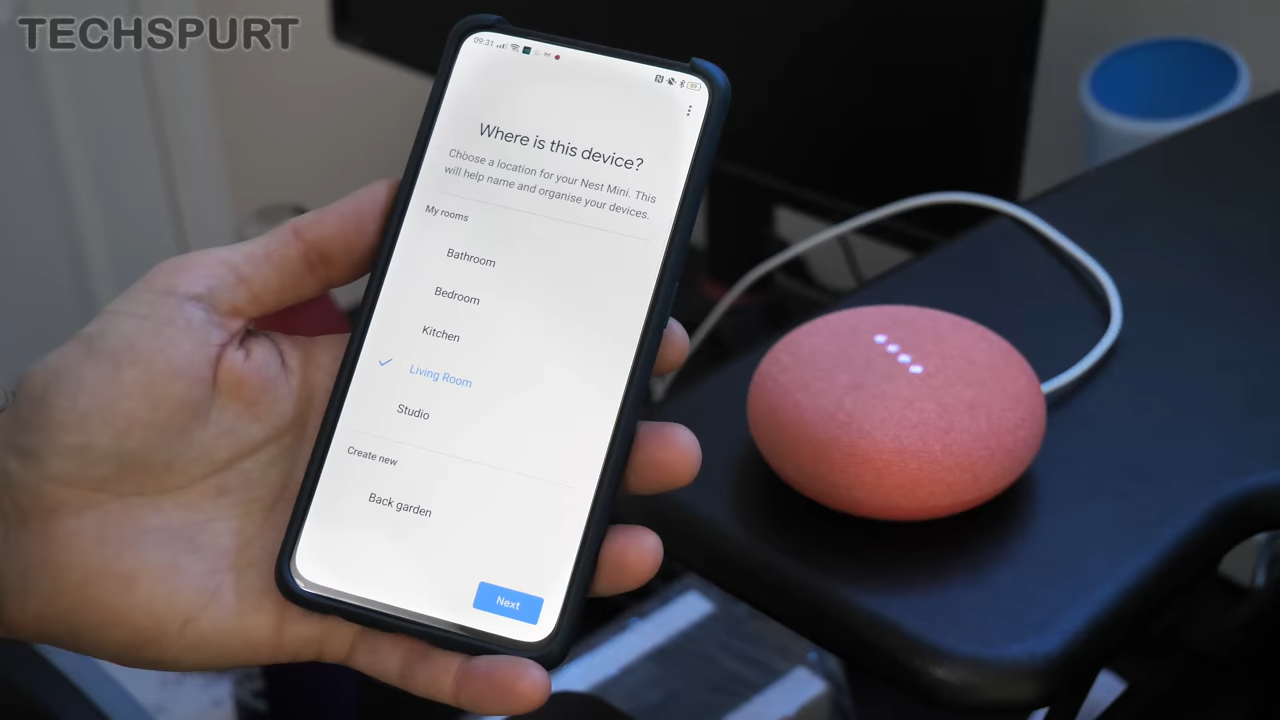 TECHSPURT
09:31
89
Where is this device?
Choose a location for your Nest Mini. This
will help name and organise your devices.
My rooms
Bathroom
Bedroom
Kitchen
Living Room
Studio
Create new
Back garden
Next